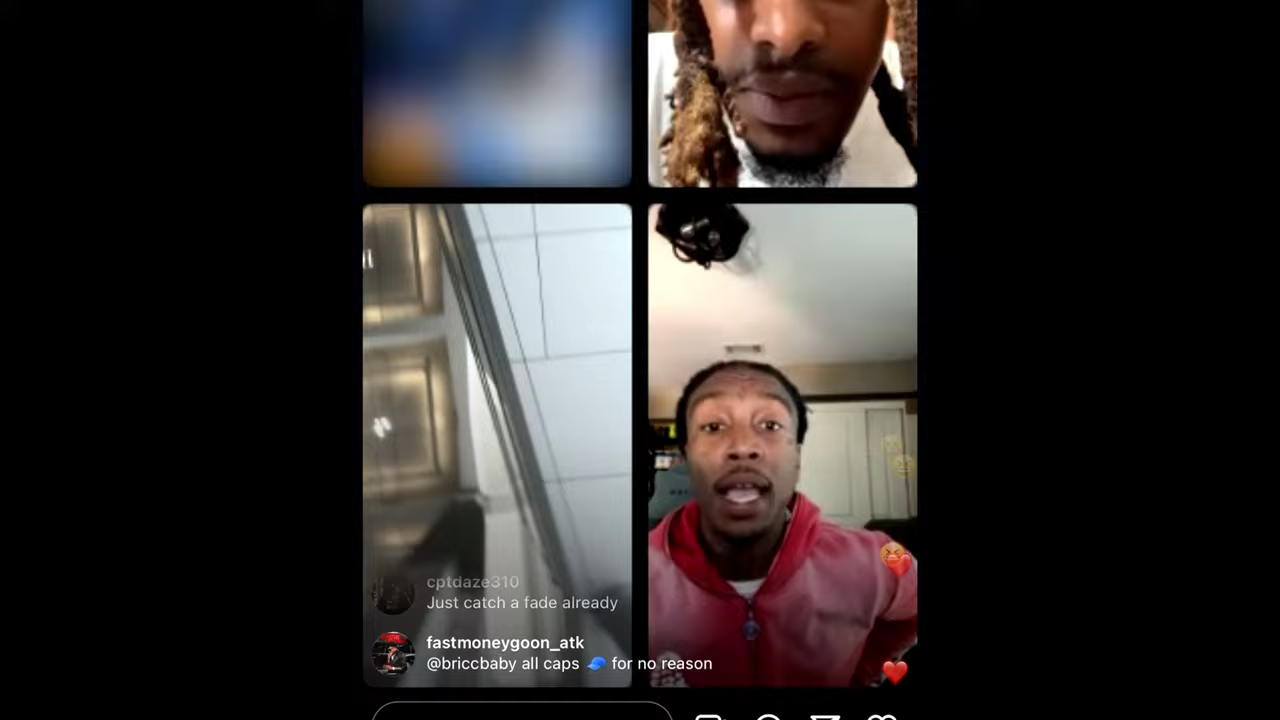 cptdaze310
Just catch a fade already
fastmoneygoon_atk
@briccbaby all caps 🧢 for no reason